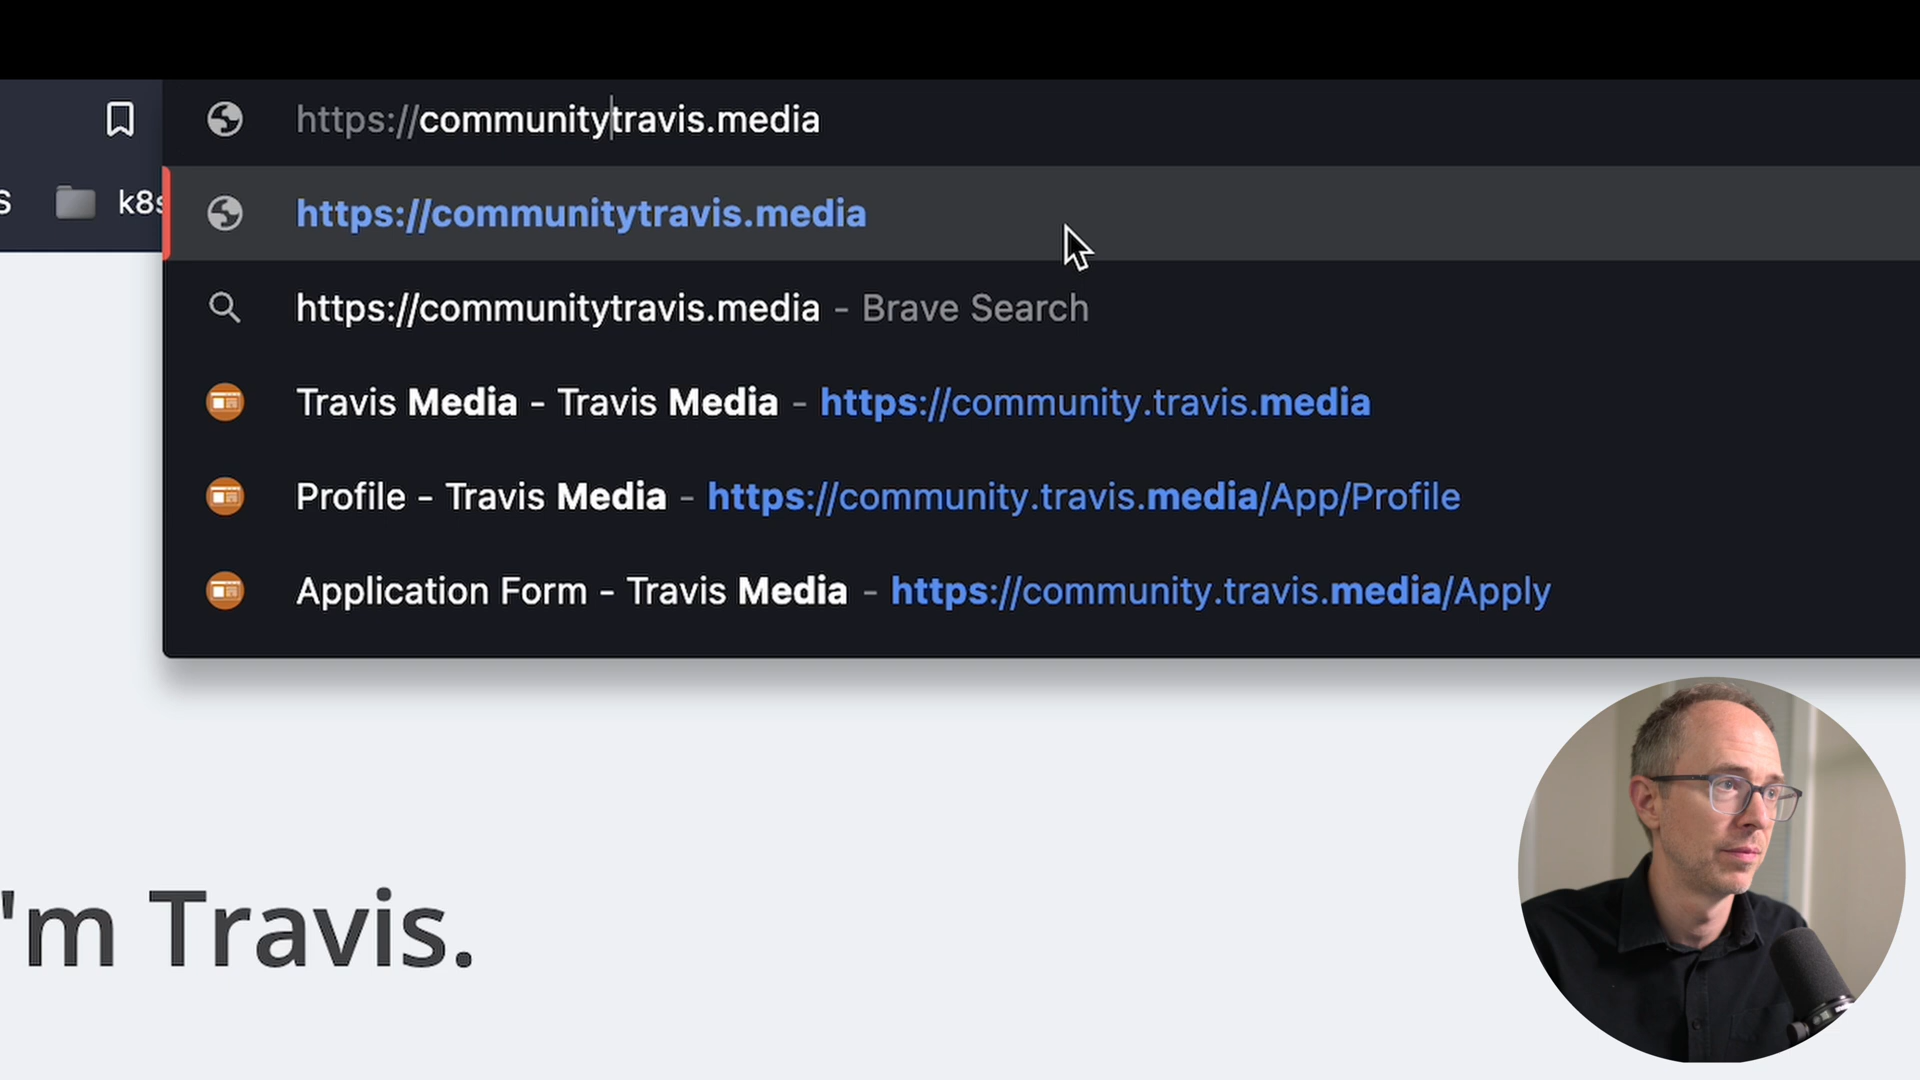 https://communitytravis.media
S k8s
https://communitytravis.media
https://communitytravis.media - Brave Search
Travis Media - Travis Media - https://community.travis.media
Profile - Travis Media - https://community.travis.media/App/Profile
Application Form - Travis Media - https://community.travis.media/Apply
'm Travis.